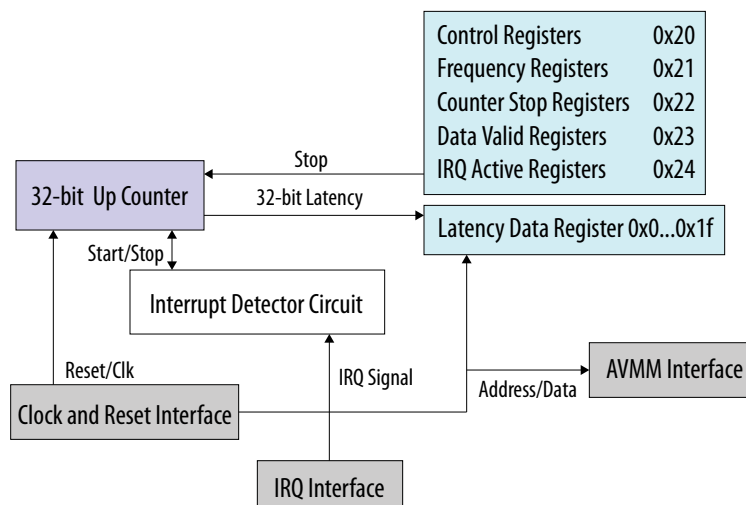 Control Registers 0x20
Frequency Registers 0x21
Counter Stop Registers 0x22
Data Valid Registers 0x23
IRQ Active Registers 0x24
Stop
32-bit Up Counter
32-bit Latency
Latency Data Register 0x0...0x1f
Start/Stop
Interrupt Detector Circuit
Reset/Clk
IRQ Signal
AVMM Interface
Address/Data
Clock and Reset Interface
IRQ Interface